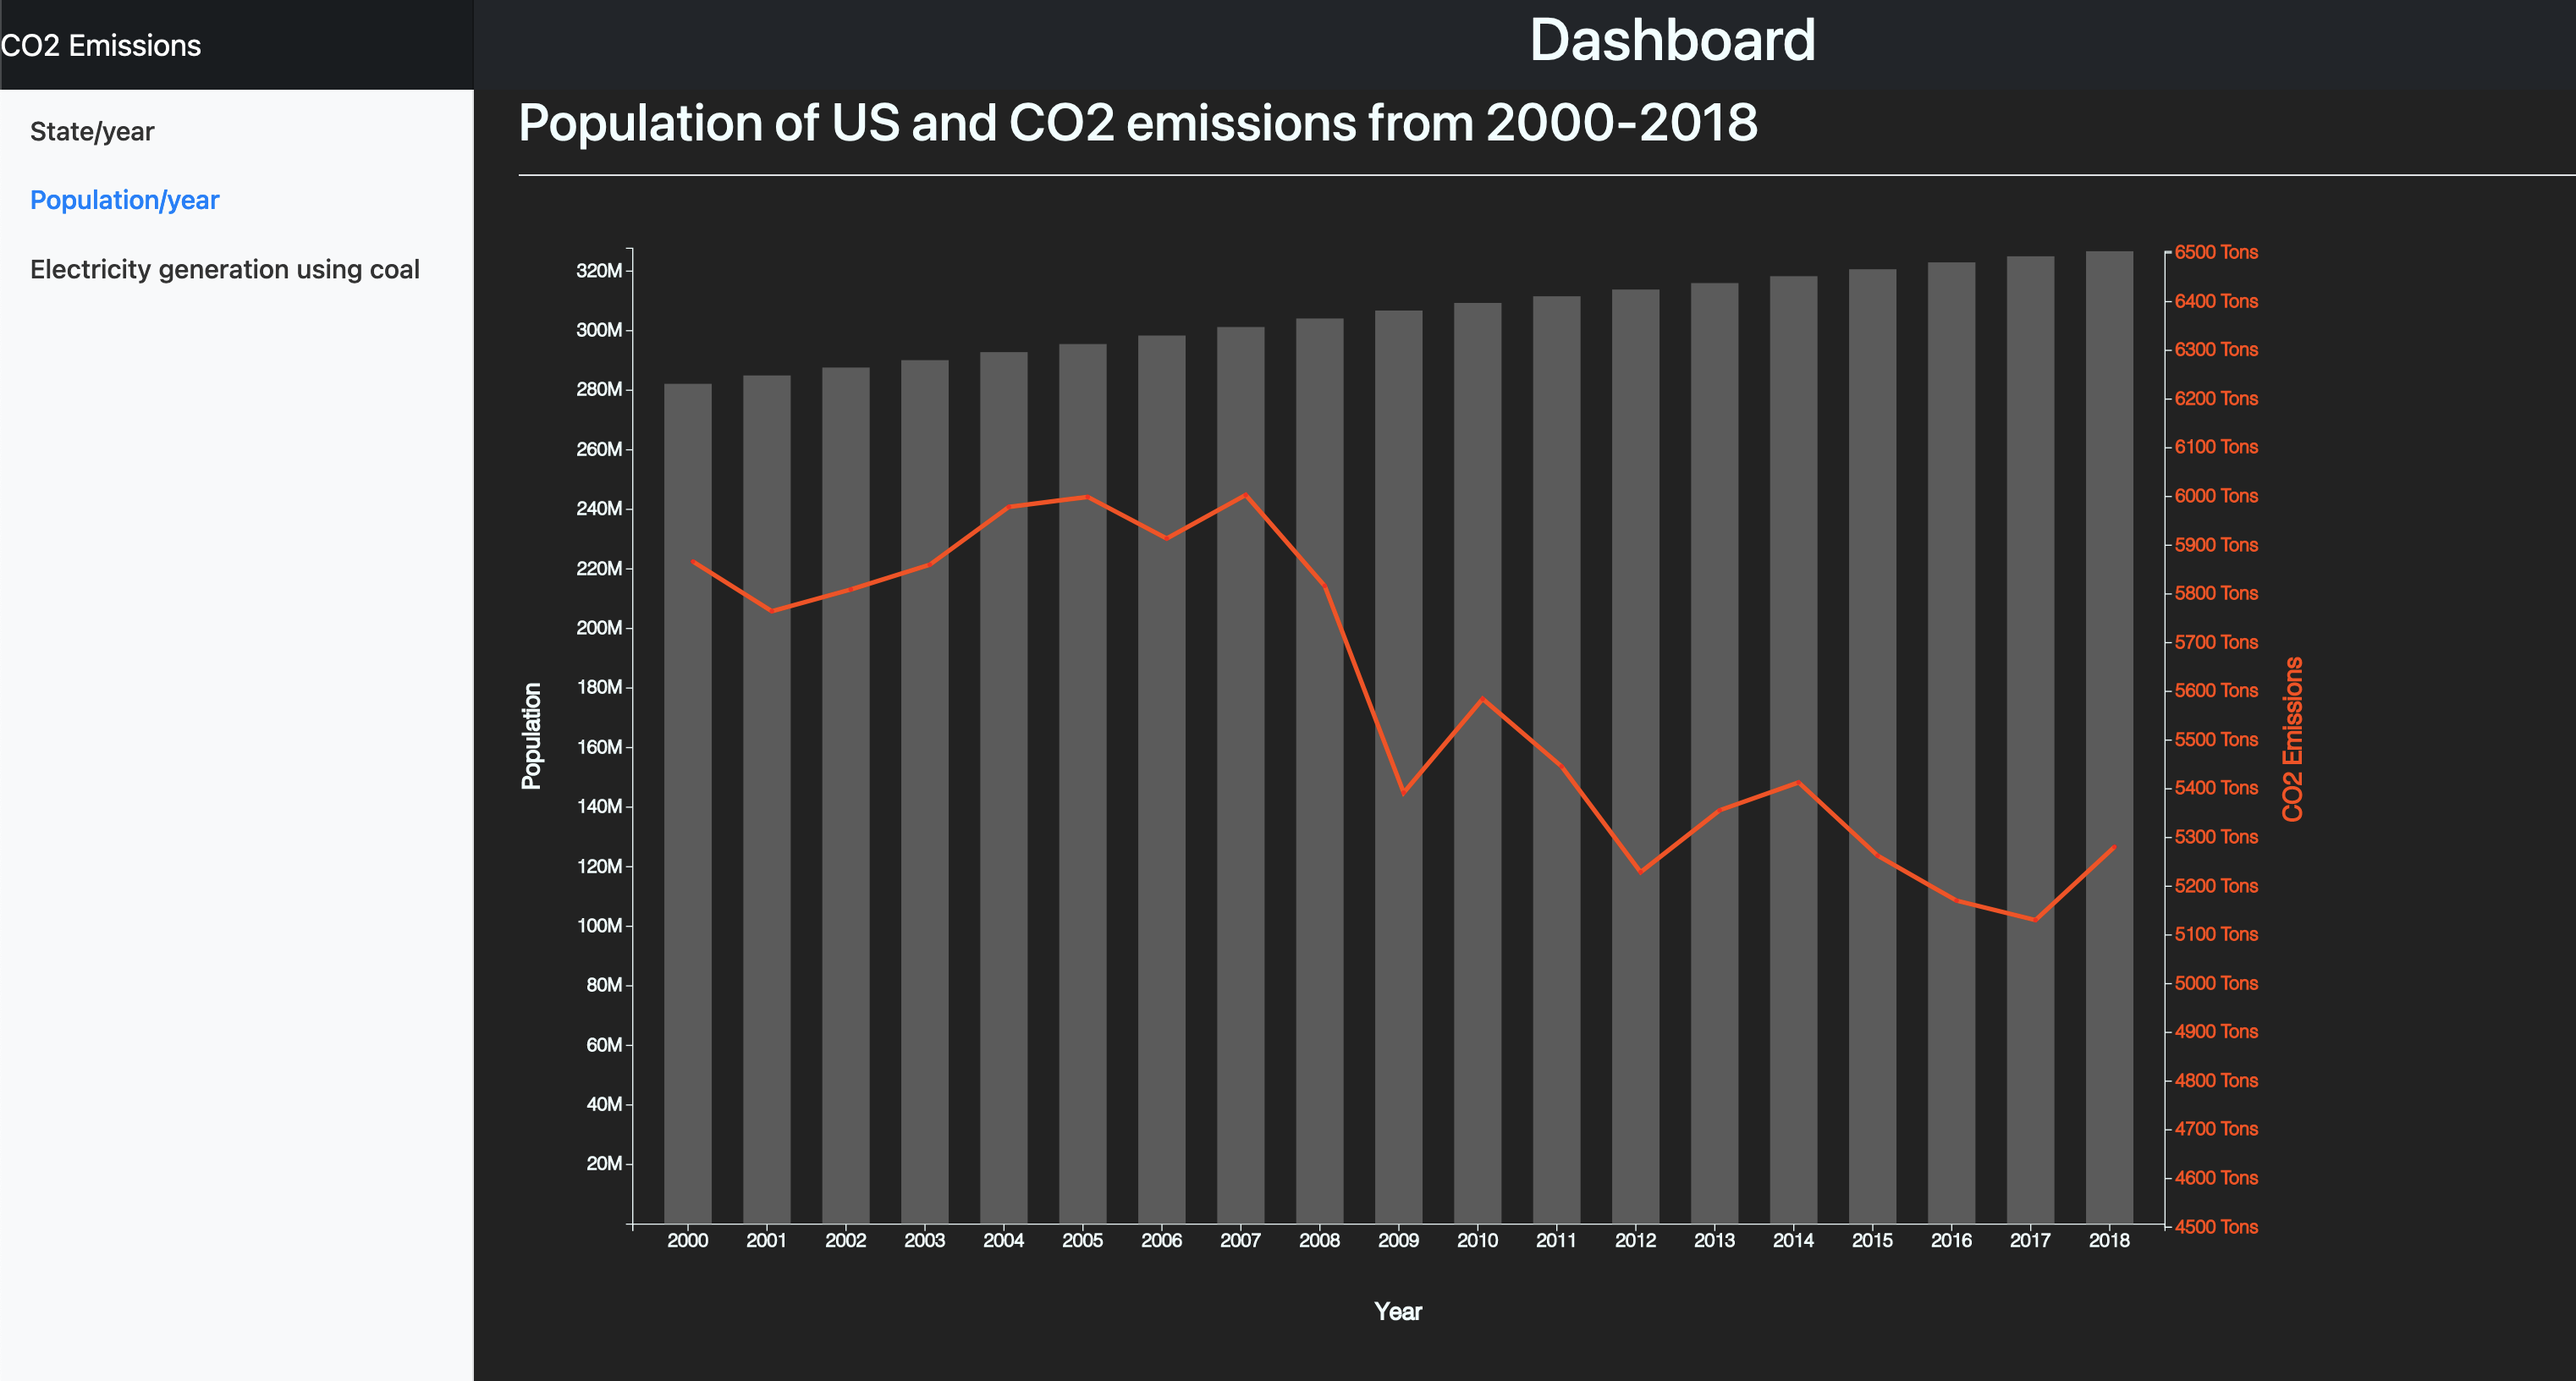 CO2 Emissions
Dashboard
State/year
Population/year
Electricity generation using coal
Population of US and CO2 emissions from 2000-2018
Population
320M
300M
280M
260M
240M
220M
200M
180M
160M
140M
120M
100M
80M
60M
40M
20M
6500 Tons
6400 Tons
6300 Tons
6200 Tons
6100 Tons
6000 Tons
5900 Tons
5800 Tons
5700 Tons
5600 Tons
5500 Tons
5400 Tons
5300 Tons
5200 Tons
5100 Tons
5000 Tons
4900 Tons
4800 Tons
4700 Tons
4600 Tons
4500 Tons
CO2 Emissions
2000 2001 2002 2003 2004 2005 2006 2007 2008 2009 2010 2011 2012 2013 2014 2015 2016 2017 2018
Year